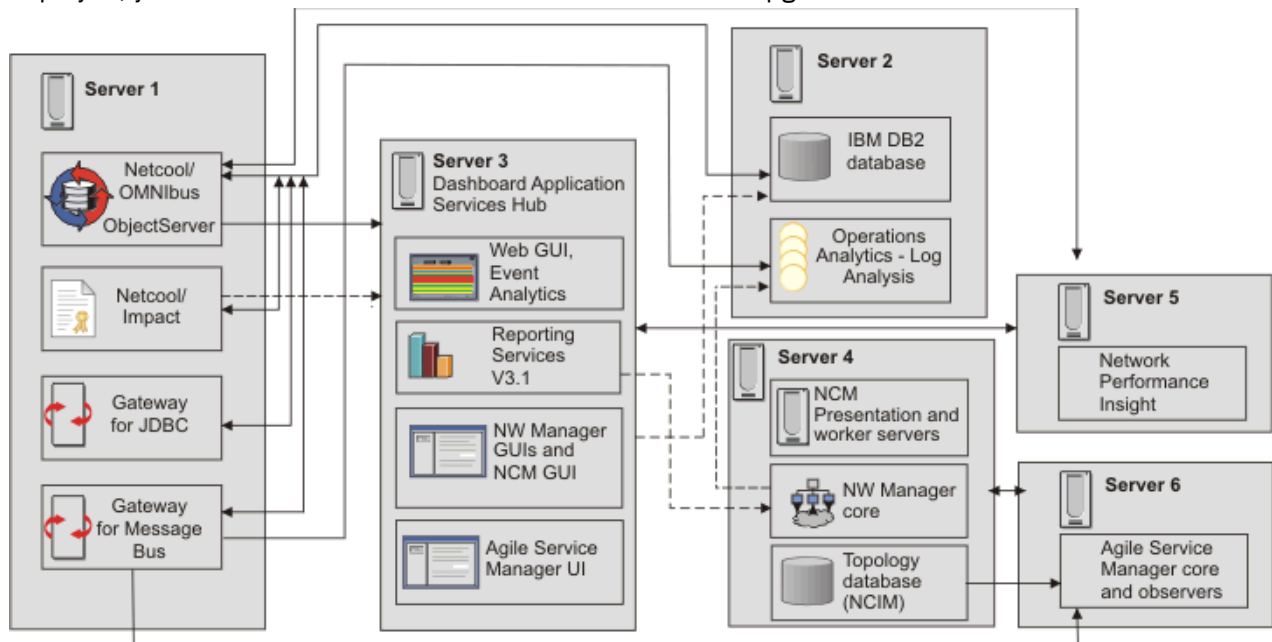 Server 1
Netcool/
OMNIbus
ObjectServer
Netcool/
Impact
Gateway
for JDBC
Gateway
for Message
Bus
Server 3
Dashboard Application
Services Hub
Web GUI,
Event
Analytics
Reporting
Services
V3.1
NW Manager
GUIs and
NCM GUI
Agile Service
Manager UI
Server 2
IBM DB2
database
Operations
Analytics - Log
Analysis
Server 4
NCM
Presentation and
worker servers
NW Manager
core
Topology
database
(NCIM)
Server 5
Network
Performance
Insight
Server 6
Agile Service
Manager core
and observers